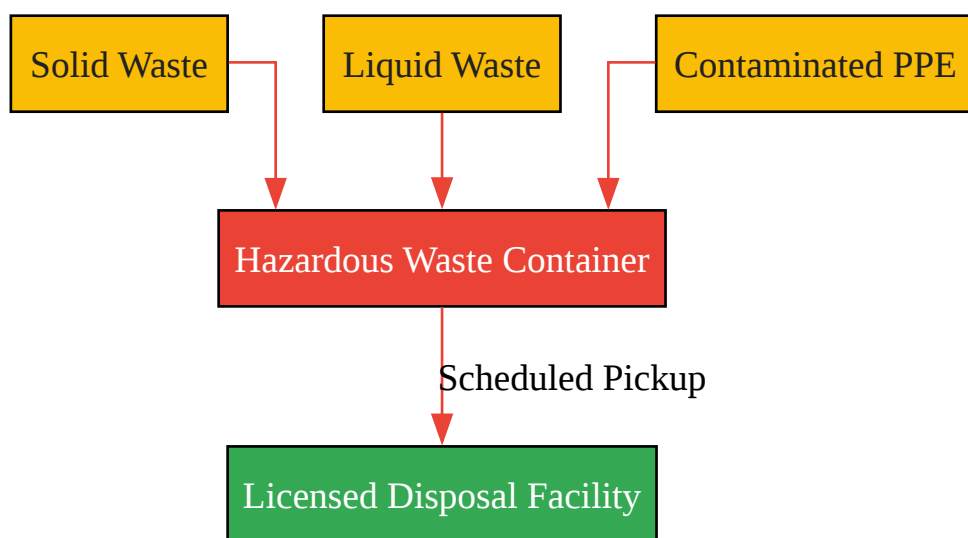 Solid Waste
Liquid Waste
Contaminated PPE
Hazardous Waste Container
Scheduled Pickup
Licensed Disposal Facility